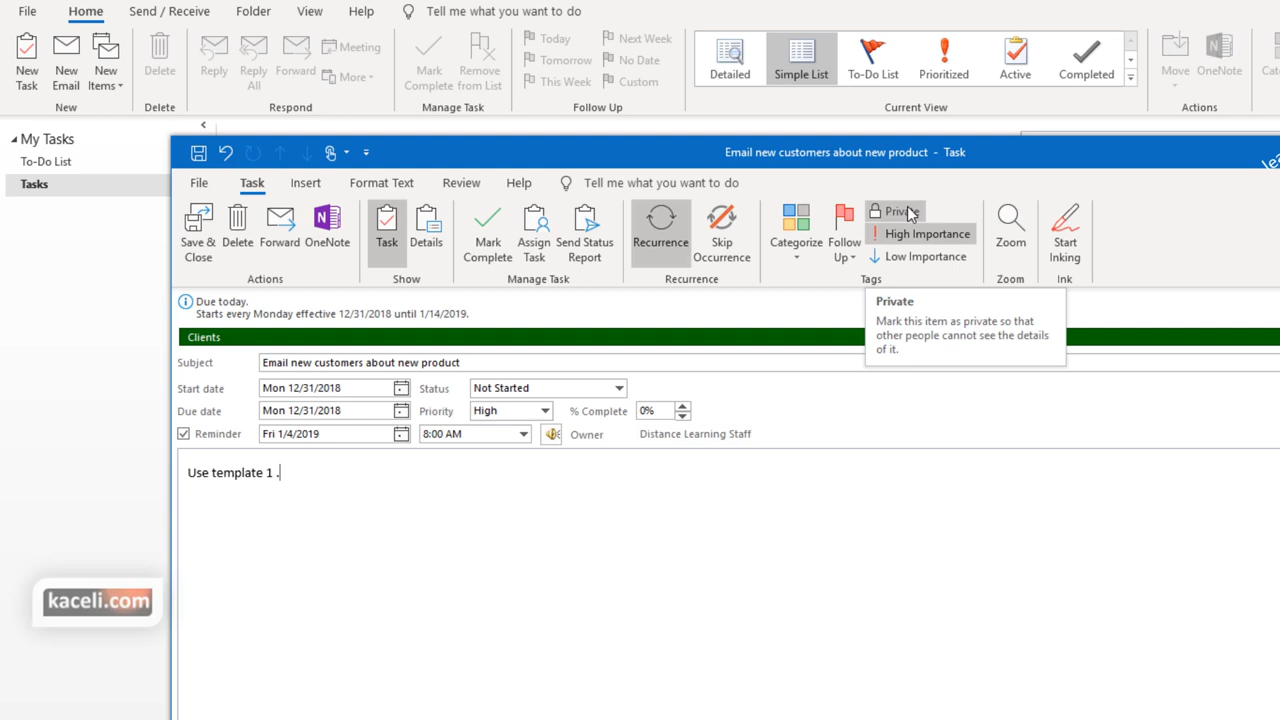 File Home Send / Receive Folder View Help Tell me what you want to do
New Task
New Email
New Items
New
Delete
Delete
Reply
Reply All
Forward
Meeting
More
Respond
Mark Complete
Remove from List
Manage Task
Today
Tomorrow
This Week
Next Week
No Date
Custom
Follow Up
Detailed
Simple List
To-Do List
Prioritized
Active
Completed
Current View
Move
OneNote
Actions
My Tasks
To-Do List
Tasks
Email new customers about new product - Task
File Task Insert Format Text Review Help Tell me what you want to do
Save & Close
Delete
Forward
OneNote
Actions
Task
Details
Show
Mark Complete
Assign Task
Send Status Report
Manage Task
Recurrence
Skip Occurrence
Recurrence
Categorize
Follow Up
Private
High Importance
Low Importance
Tags
Zoom
Zoom
Start Inking
Ink
Private
Mark this item as private so that
other people cannot see the details
of it.
Due today.
Starts every Monday effective 12/31/2018 until 1/14/2019.
Clients
Subject Email new customers about new product
Start date Mon 12/31/2018 Status Not Started
Due date Mon 12/31/2018 Priority High % Complete 0%
Reminder Fri 1/4/2019 8:00 AM Owner Distance Learning Staff
Use template 1 .
kaceli.com